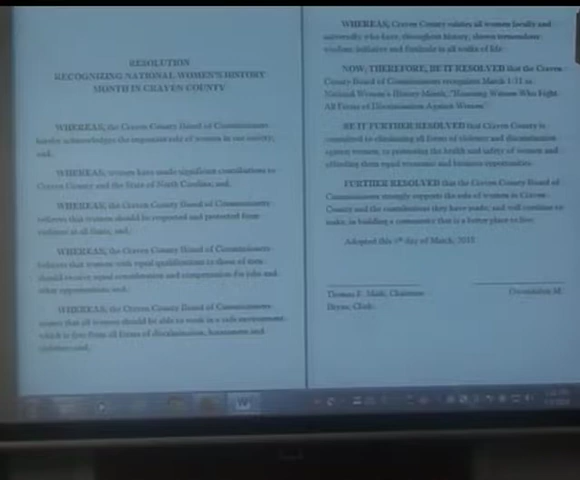 RESOLUTION
RECOGNIZING NATIONAL WOMEN'S HISTORY
MONTH IN CRAVEN COUNTY
WHEREAS, the Craven County Board of Commissioners
hereby acknowledges the important role of women in our society;
and,
WHEREAS, women have made significant contributions to
Craven County and the State of North Carolina; and,
WHEREAS, the Craven County Board of Commissioners
believes that women should be respected and protected from
violence at all times; and,
WHEREAS, the Craven County Board of Commissioners
believes that women with equal qualifications to those of men
should receive equal consideration and compensation for jobs and
other opportunities; and,
WHEREAS, the Craven County Board of Commissioners
that all women should be able to work in a safe environment
which is free from all forms of discrimination, harassment and
violence; and,
WHEREAS, Craven County salutes all women locally and
nationally who have, throughout history, shown tremendous
wisdom, initiative and fortitude in all walks of life.
NOW, THEREFORE, BE IT RESOLVED that the Craven
County Board of Commissioners recognizes March 1-31 as
National Women's History Month, "Honoring Women Who Fight
All Forms of Discrimination Against Women".
BE IT FURTHER RESOLVED that Craven County is
committed to eliminating all forms of violence and discrimination
against women, to promoting the health and safety of women and
affording them equal economic and business opportunities.
FURTHER RESOLVED that the Craven County Board of
Commissioners strongly supports the role of women in Craven
County and the contributions they have made, and will continue to
make, in building a community that is a better place to live.
Adopted this day of March,
Thomas F. Mark, Chairman
Gwendolyn M.
Bryan, Clerk
W